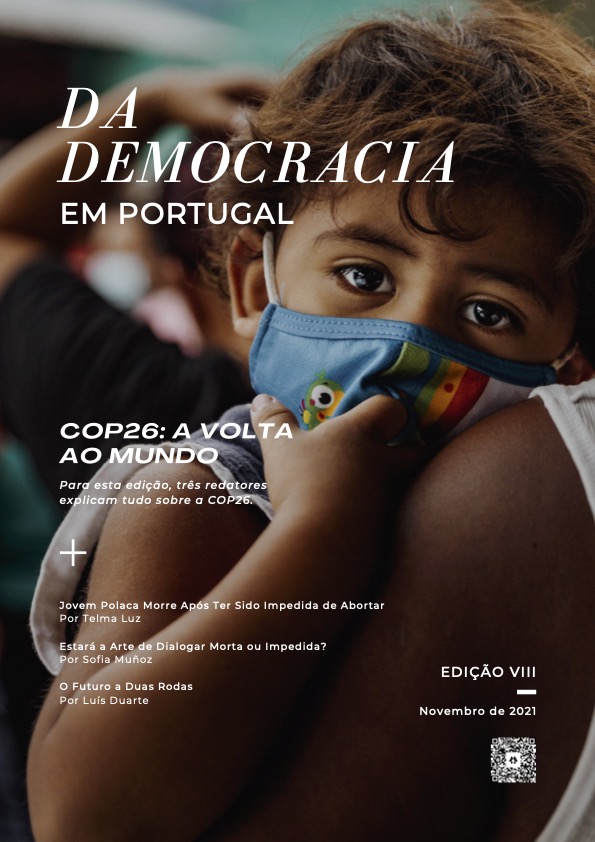 DA
DEMOCRACIA
EM PORTUGAL
COP26: A VOLTA
AO MUNDO
Para esta edição, três redatores
explicam tudo sobre a COP26.
+
Jovem Polaca Morre Após Ter Sido Impedida de Abortar
Por Telma Luz
Estará a Arte de Dialogar Morta ou Impedida?
Por Sofia Muñoz
O Futuro a Duas Rodas
Por Luís Duarte
EDIÇÃO VIII
Novembro de 2021